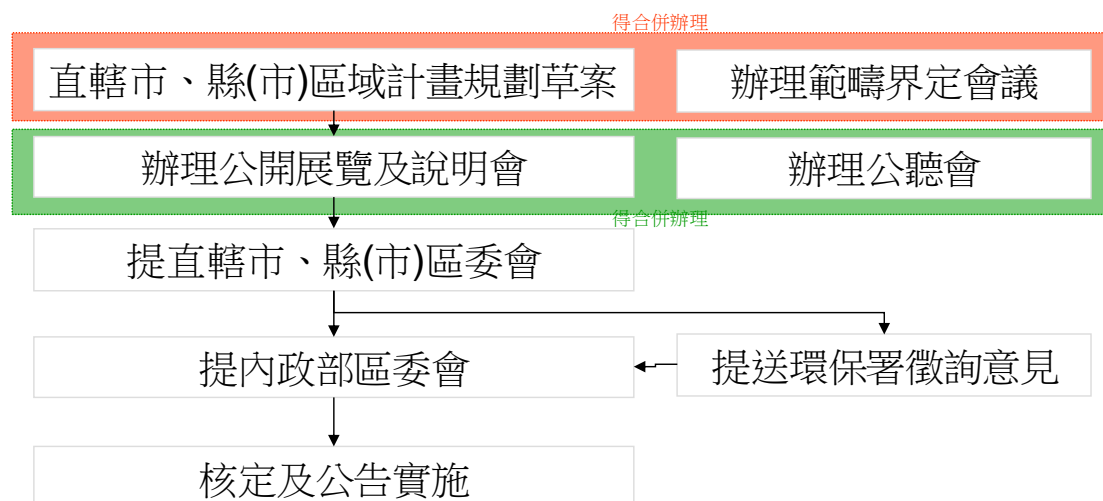 得合併辦理
直轄市、縣(市)區域計畫規劃草案
辦理範疇界定會議
辦理公開展覽及說明會
辦理公聽會
得合併辦理
提直轄市、縣(市)區委會
提內政部區委會
提送環保署徵詢意見
核定及公告實施